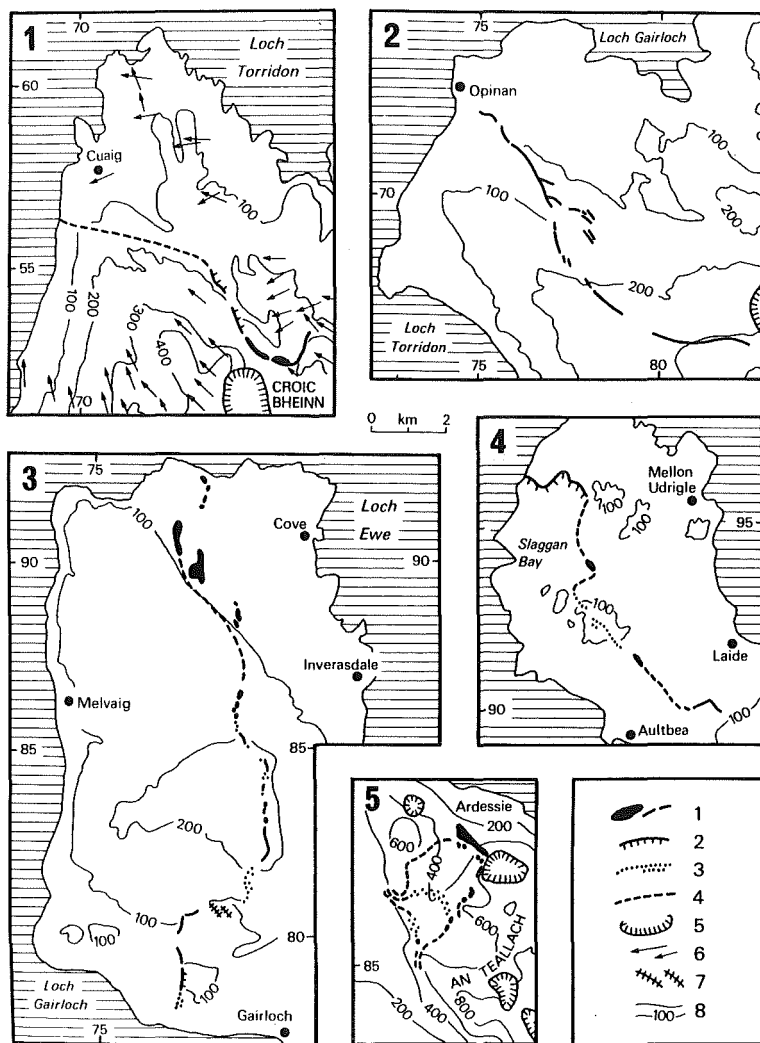 1
70
Loch
Torridon
60
Cuaig
100
55
100
200
300
400
CROIC
BHEINN
70
2
75
Loch Gairloch
Opinan
100
70
100
200
200
Loch
Torridon
75
80
0 km 2
3
75
100
Loch
Ewe
Cove
90
90
Inverasdale
Melvaig
85
85
200
100
80
100
100
Loch
Gairloch
75
Gairloch
4
Mellon
Udrigle
100
100
95
Slaggan
Bay
100
Laide
90
Aultbea
100
5
Ardessie
200
600
400
600
AN TEALLACH
85
200
400
800
1
2
3
4
5
6
7
100 8